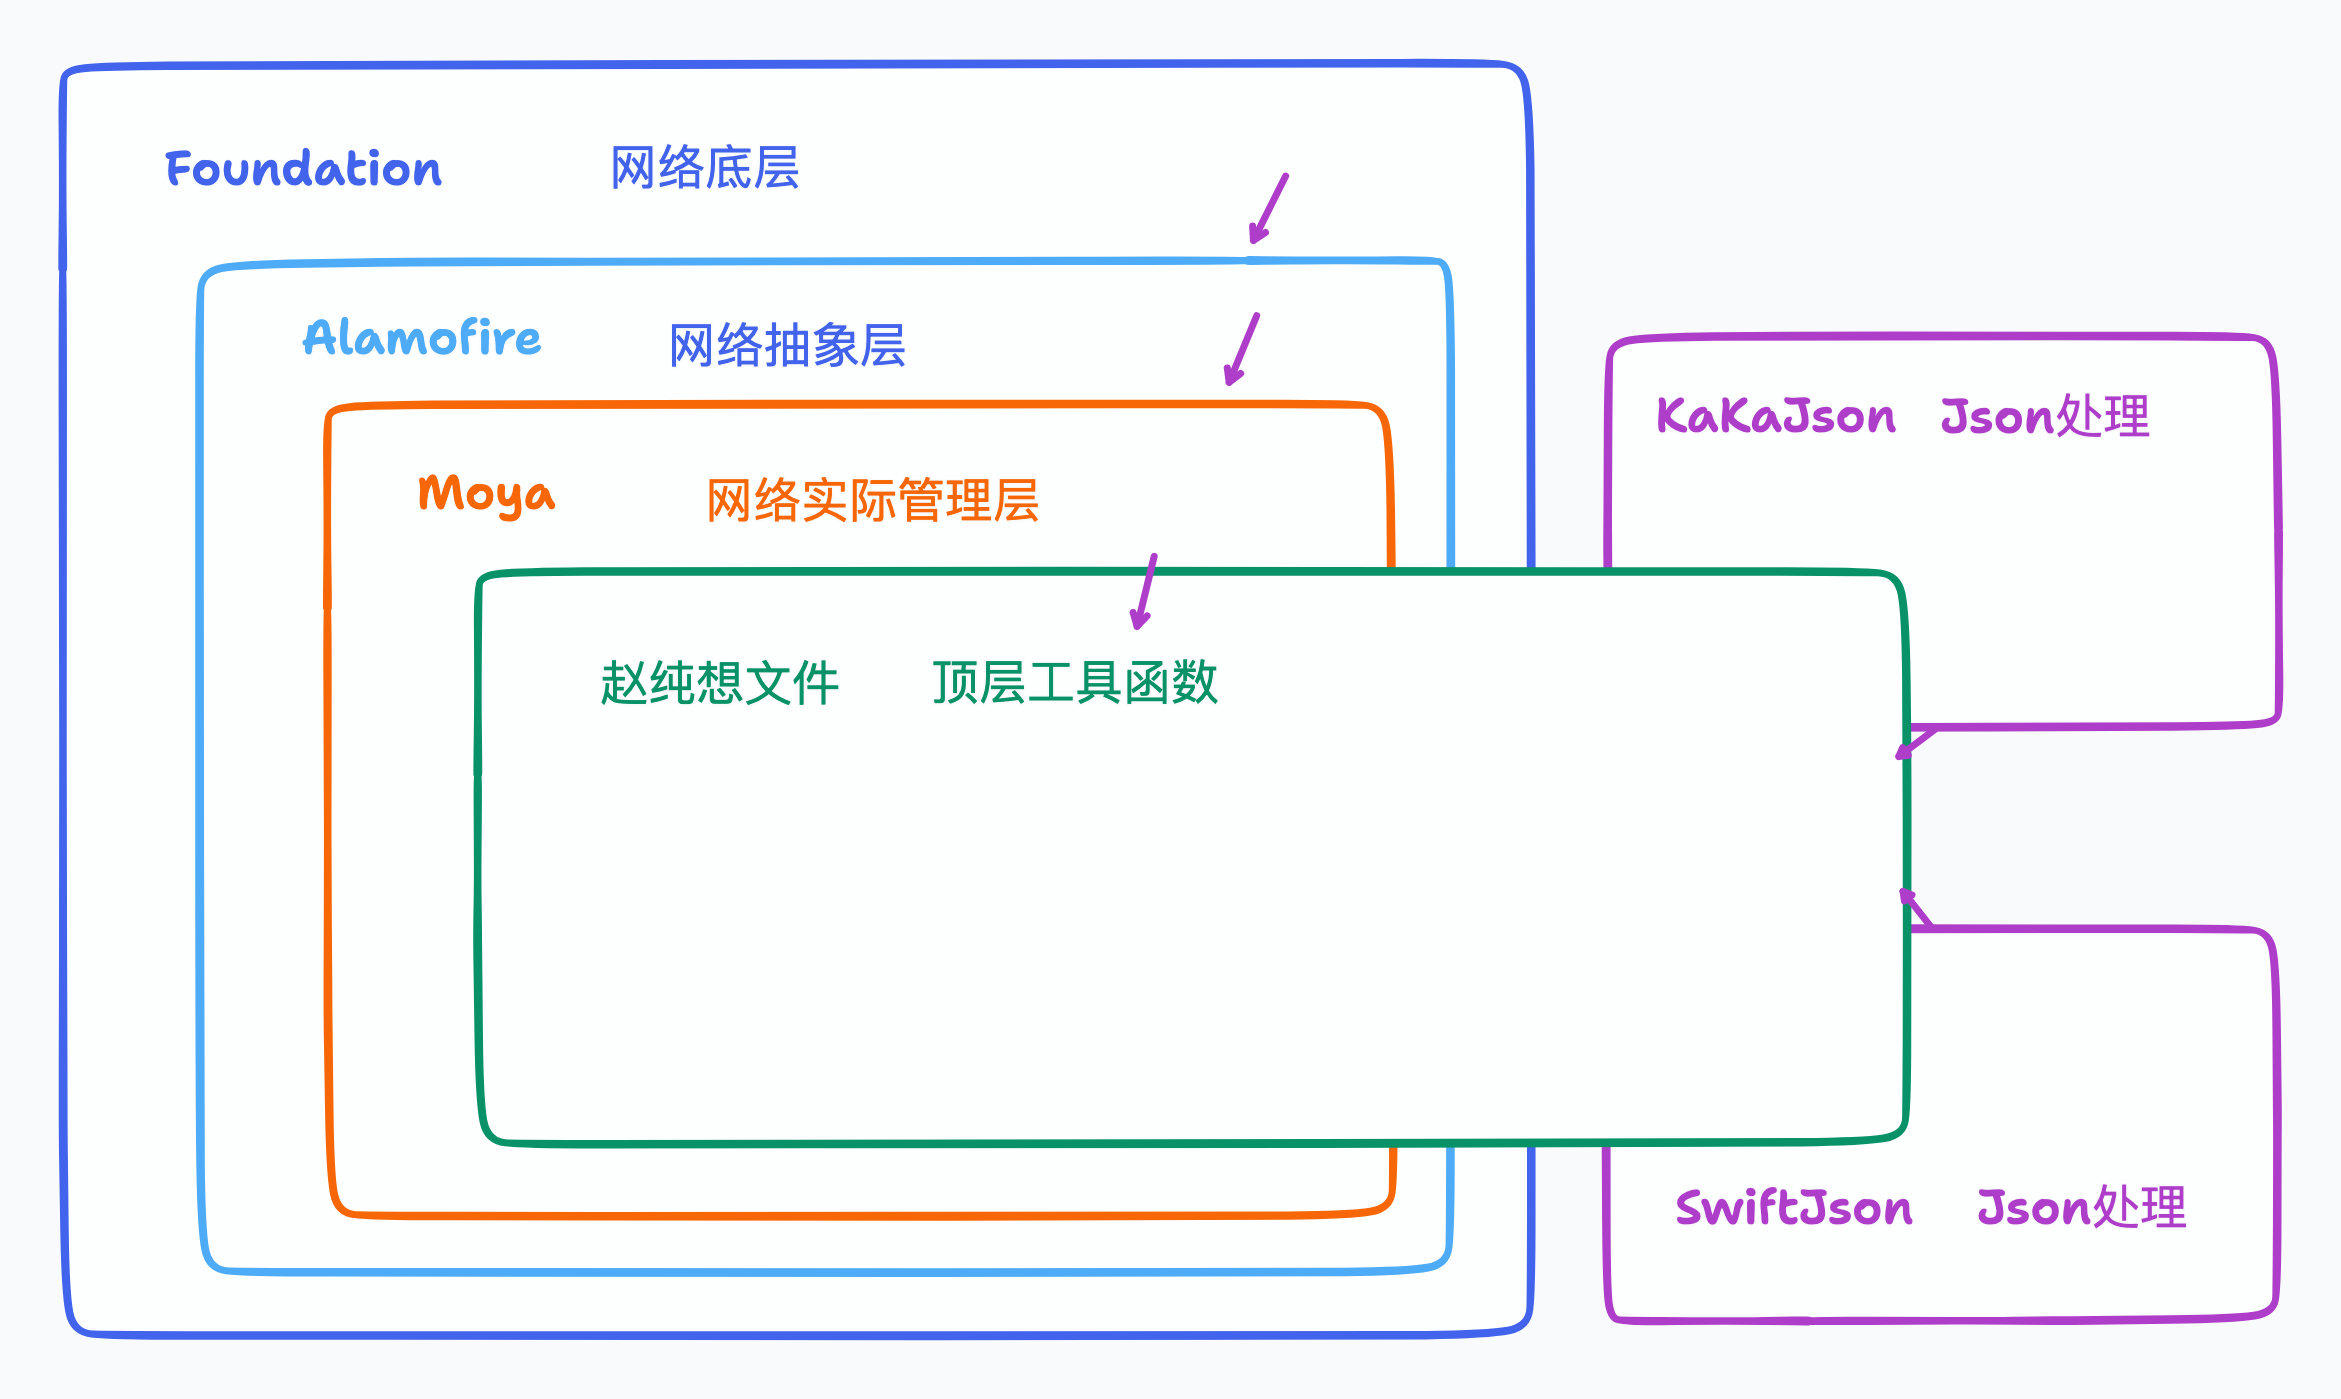 Foundation 网络底层
Alamofire 网络抽象层
KaKaJson Json处理
Moya 网络实际管理层
赵纯想文件 顶层工具函数
SwiftJson Json处理